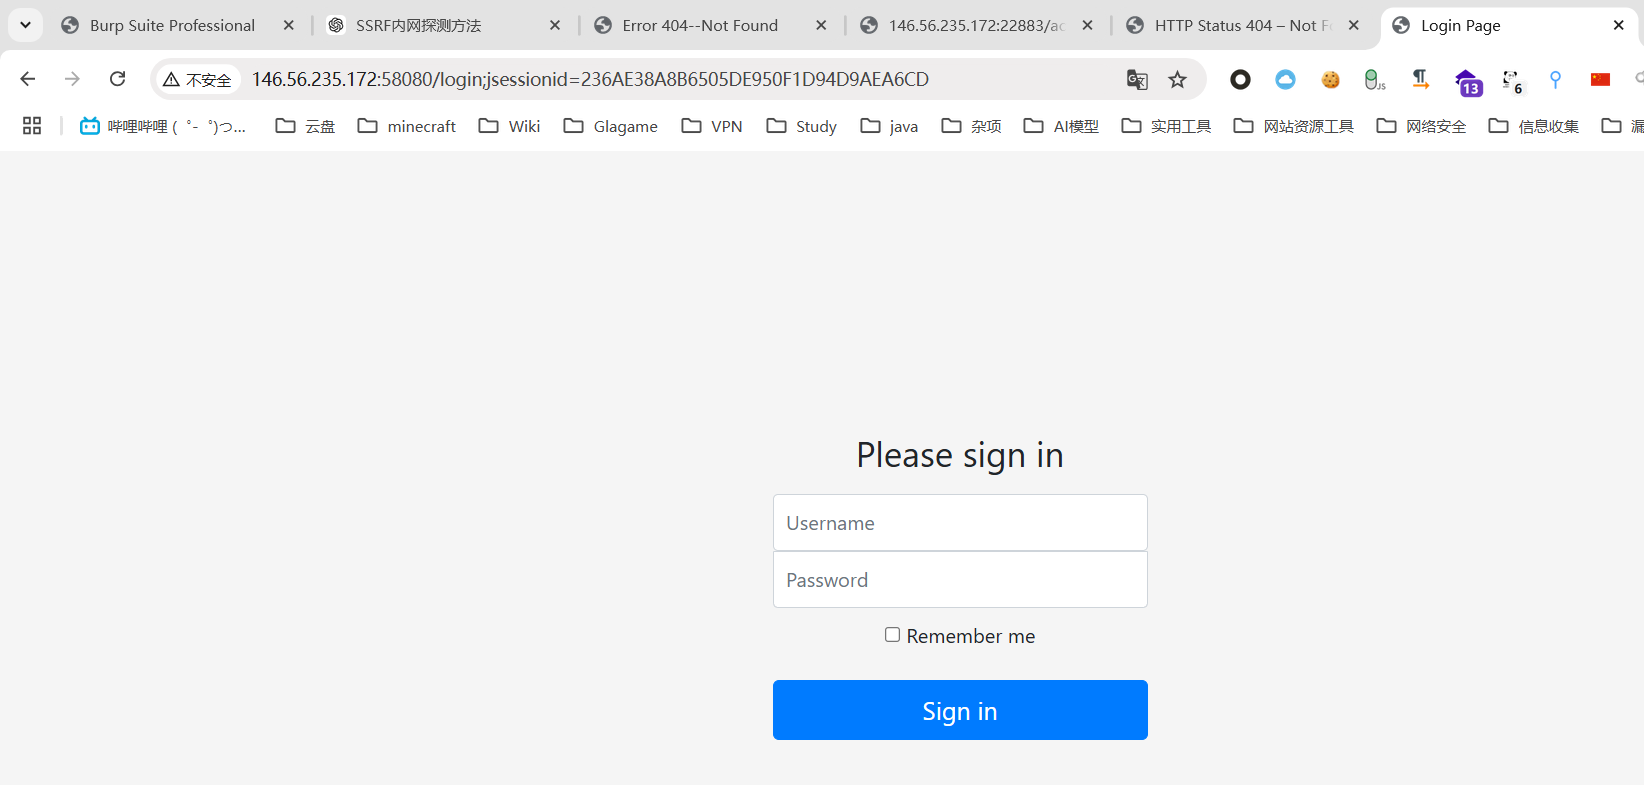 Burp Suite Professional
SSRF内网探测方法
Error 404--Not Found
146.56.235.172:22883/ac
HTTP Status 404 – Not F
Login Page
不安全
146.56.235.172:58080/login;jsessionid=236AE38A8B6505DE950F1D94D9AEA6CD
JS
13
6
哔哩哔哩 (゜-゜)つ...
云盘
minecraft
Wiki
Glagame
VPN
Study
java
杂项
AI模型
实用工具
网站资源工具
网络安全
信息收集
漏
Please sign in
Username
Password
Remember me
Sign in